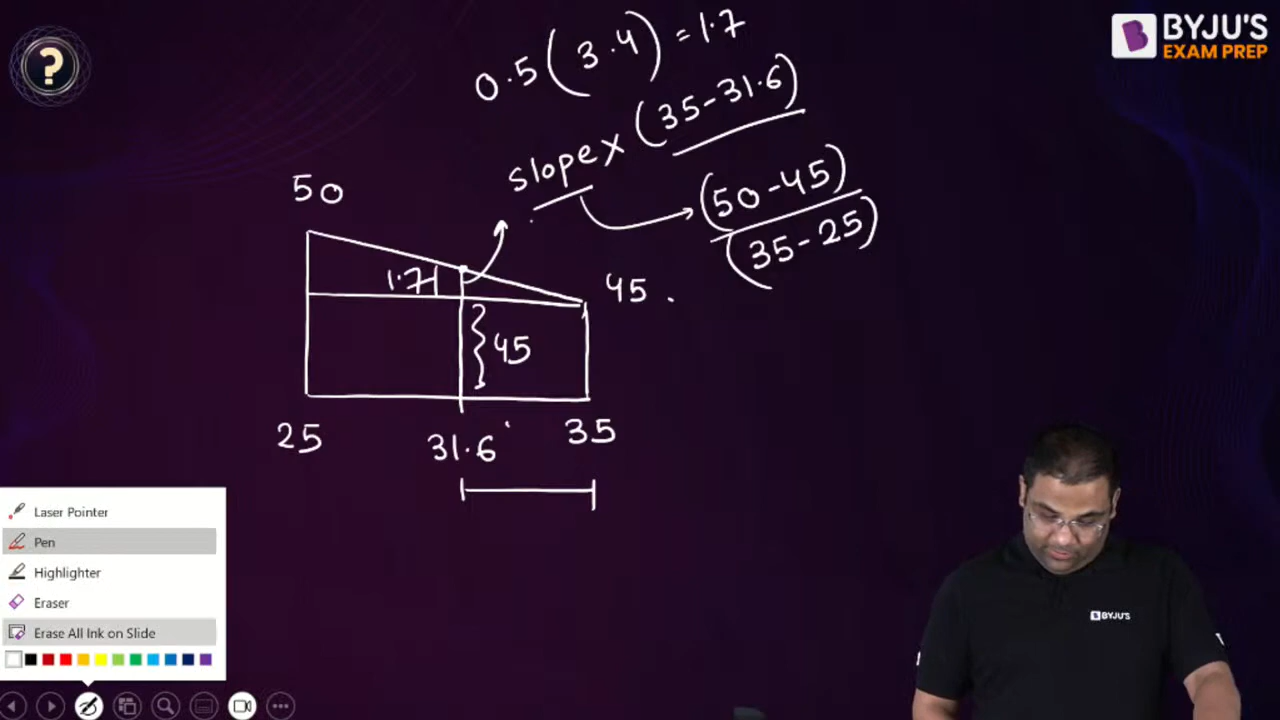 BYJU'S
EXAM PREP
?
0.5 (3.4) = 1.7
slope x (35-31.6)
(50-45)
(35-25)
50
1.7
45.
45
25
31.6
35
Laser Pointer
Pen
Highlighter
Eraser
Erase All Ink on Slide
BYJU'S